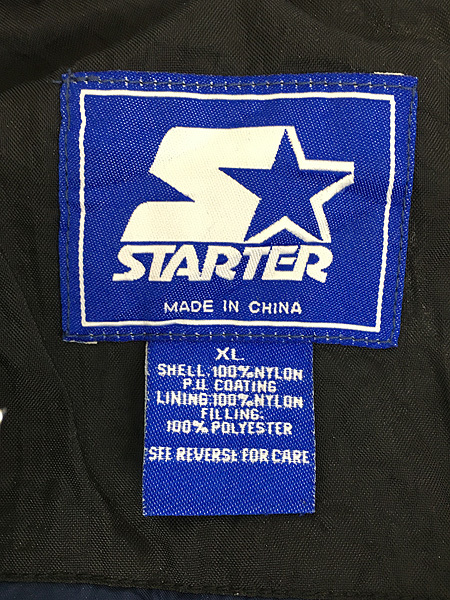 STARTER
MADE IN CHINA
XL
SHELL:100%NYLON
P.U. COATING
LINING:100%NYLON
FILLING:
100% POLYESTER
SEE REVERSE FOR CARE